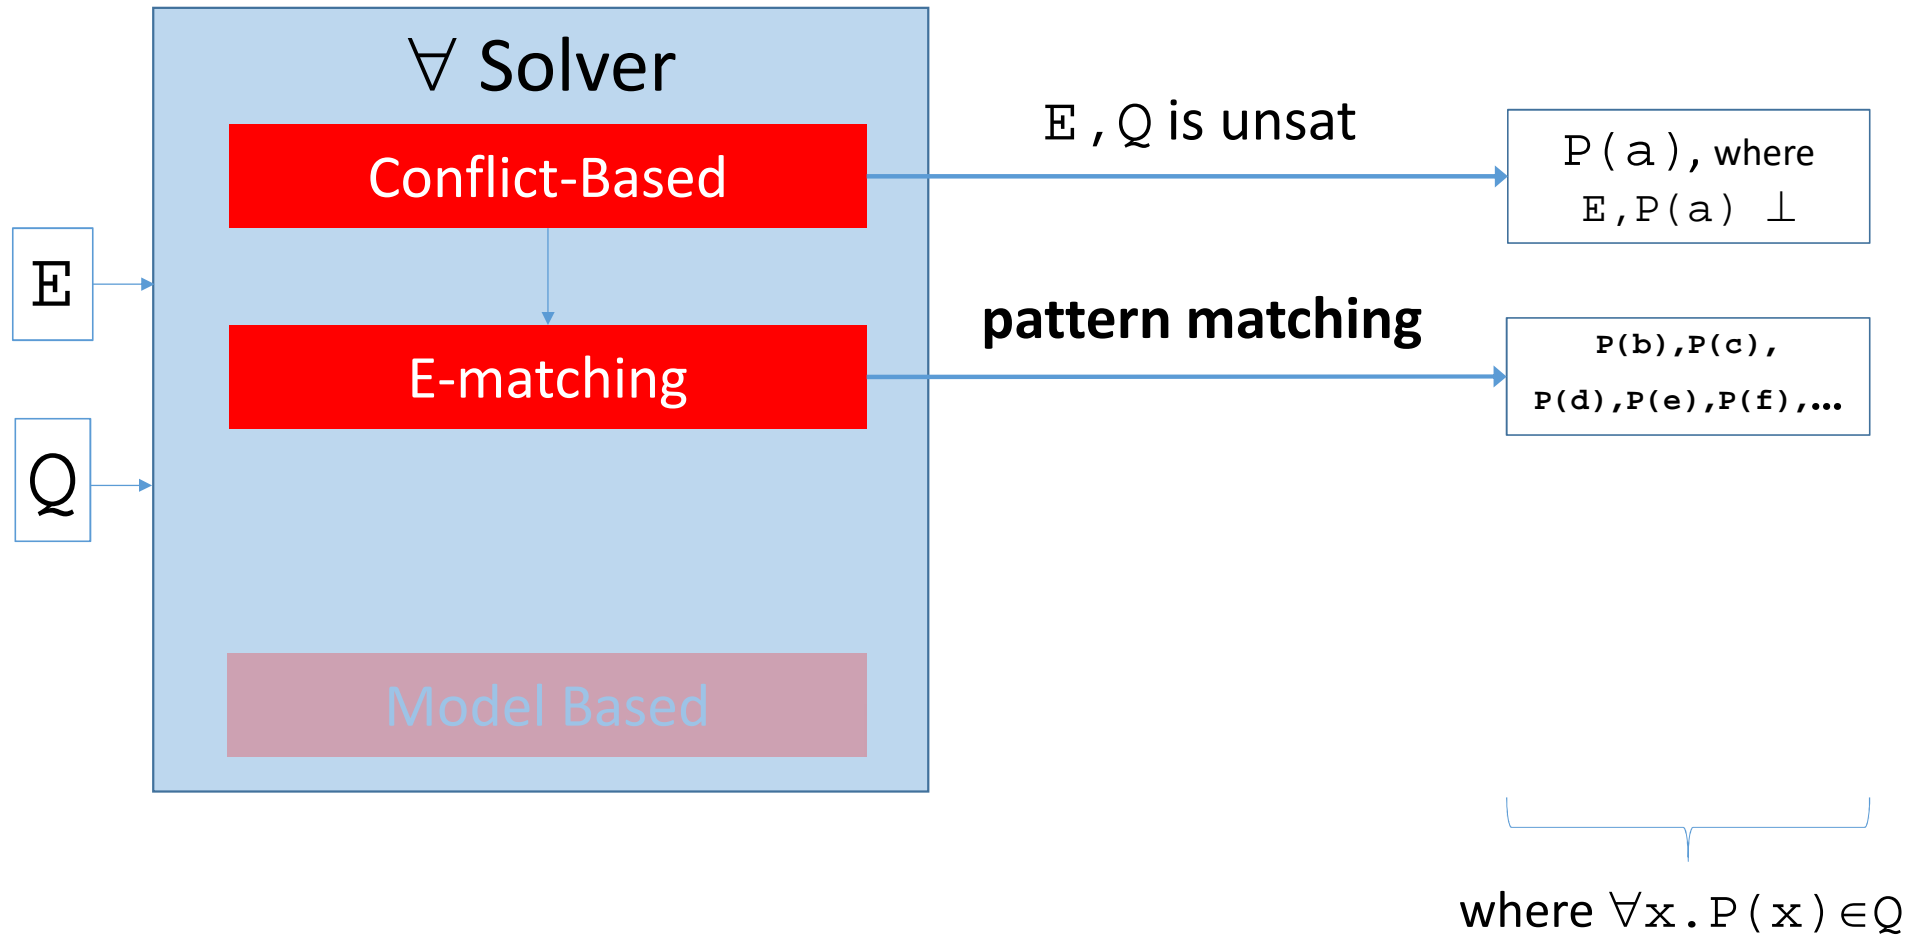 ∀ Solver
Conflict-Based
E,Q is unsat
P(a), where
E,P(a) ⊥
E
E-matching
pattern matching
P(b),P(c),
P(d),P(e),P(f),…
Q
Model Based
where ∀x.P(x)∈Q